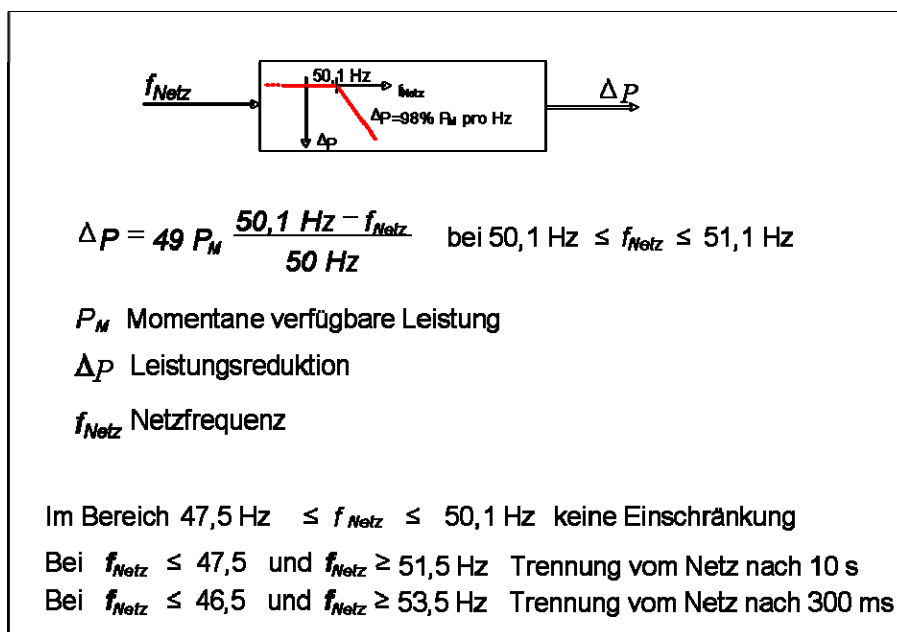 50,1 Hz
f_Netz
f_Netz
ΔP
ΔP=98% P_M pro Hz
ΔP
ΔP = 49 P_M (50,1 Hz − f_Netz) / 50 Hz bei 50,1 Hz ≤ f_Netz ≤ 51,1 Hz
P_M Momentane verfügbare Leistung
ΔP Leistungsreduktion
f_Netz Netzfrequenz
Im Bereich 47,5 Hz ≤ f_Netz ≤ 50,1 Hz keine Einschränkung
Bei f_Netz ≤ 47,5 und f_Netz ≥ 51,5 Hz Trennung vom Netz nach 10 s
Bei f_Netz ≤ 46,5 und f_Netz ≥ 53,5 Hz Trennung vom Netz nach 300 ms